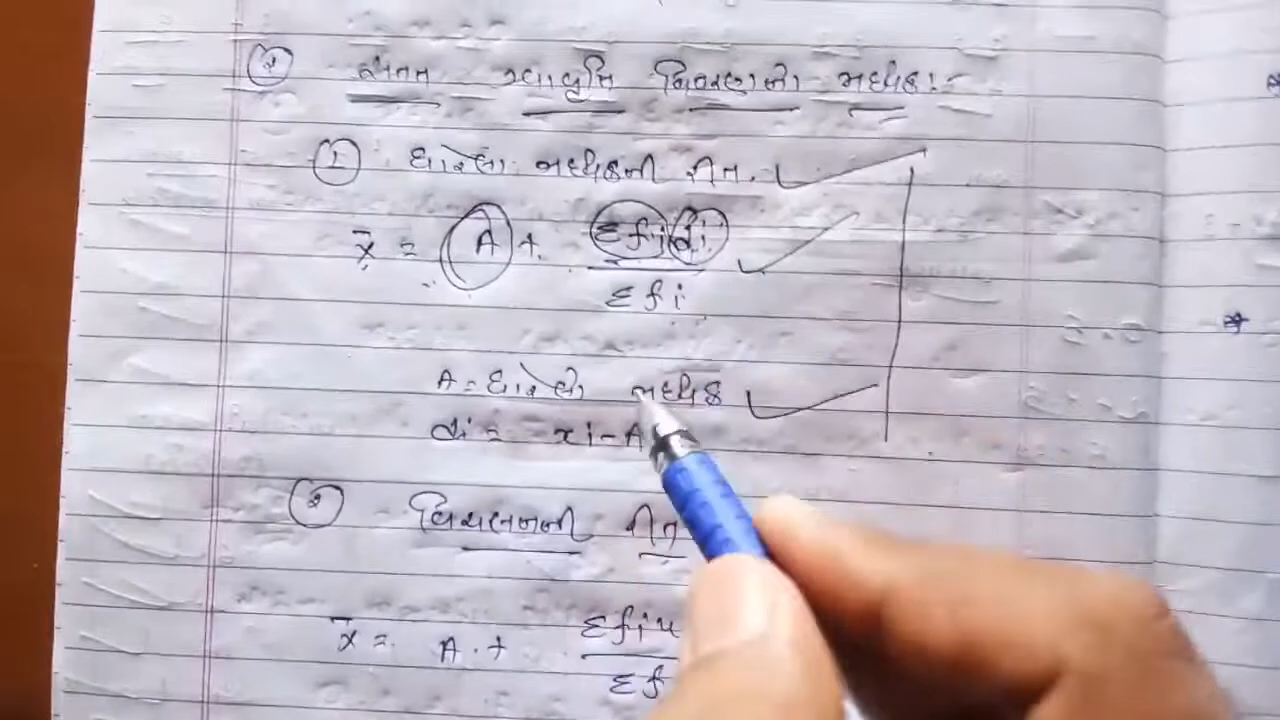 (૨) સતત આવૃત્તિ વિતરણનો મધ્યક :-
(1) ધારેલા મધ્યકની રીત.
x̄ = A + Σfidi
Σfi
A = ધારેલો મધ્યક
di = xi - A
(૨) વિચલનની રીત
x̄ = A + Σfiu
Σf